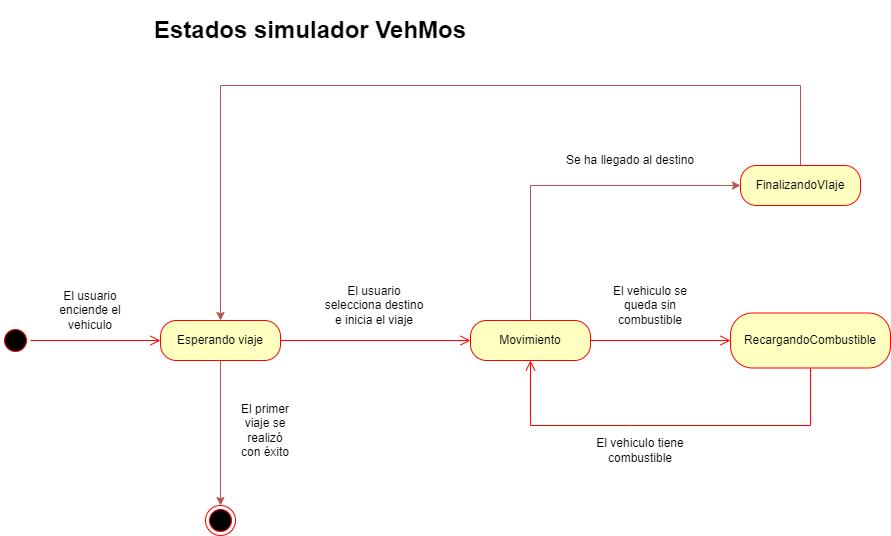 Estados simulador VehMos
Se ha llegado al destino
FinalizandoVIaje
El usuario
enciende el
vehiculo
El usuario
selecciona destino
e inicia el viaje
El vehiculo se
queda sin
combustible
Esperando viaje
Movimiento
RecargandoCombustible
El primer
viaje se
realizó
con éxito
El vehiculo tiene
combustible